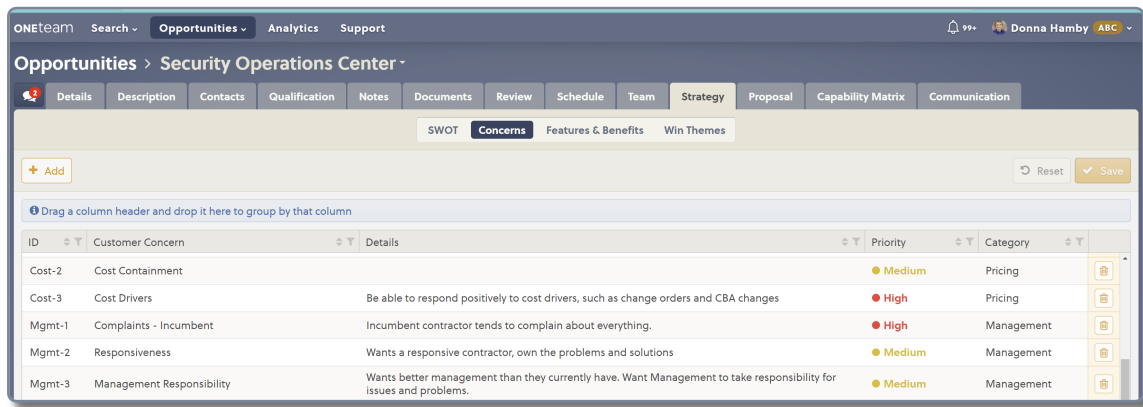 ONEteam Search Opportunities Analytics Support 99+ Donna Hamby ABC
Opportunities > Security Operations Center
2 Details Description Contacts Qualification Notes Documents Review Schedule Team Strategy Proposal Capability Matrix Communication
SWOT Concerns Features & Benefits Win Themes
+ Add Reset Save
Drag a column header and drop it here to group by that column
ID Customer Concern Details Priority Category
Cost-2 Cost Containment Medium Pricing
Cost-3 Cost Drivers Be able to respond positively to cost drivers, such as change orders and CBA changes High Pricing
Mgmt-1 Complaints - Incumbent Incumbent contractor tends to complain about everything. High Management
Mgmt-2 Responsiveness Wants a responsive contractor, own the problems and solutions Medium Management
Mgmt-3 Management Responsibility Wants better management than they currently have. Want Management to take responsibility for
issues and problems. Medium Management